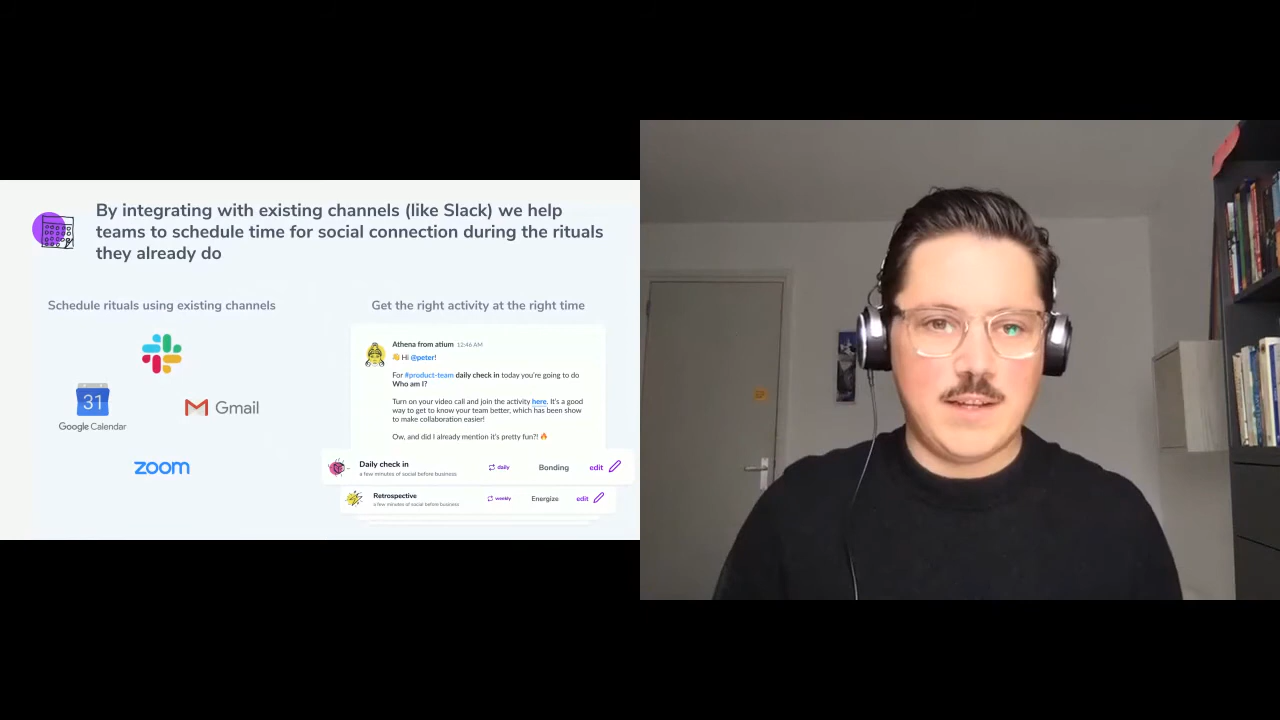 By integrating with existing channels (like Slack) we help
teams to schedule time for social connection during the rituals
they already do
Schedule rituals using existing channels
31
Google Calendar
Gmail
zoom
Get the right activity at the right time
Athena from atium 12:46 AM
👋 Hi @peter!
For #product-team daily check in today you're going to do
Who am I?
Turn on your video call and join the activity here. It's a good
way to get to know your team better, which has been show
to make collaboration easier!
Ow, and did I already mention it's pretty fun?! 🔥
Daily check in
a few minutes of social before business
daily
Bonding
edit
Retrospective
a few minutes of social before business
weekly
Energize
edit